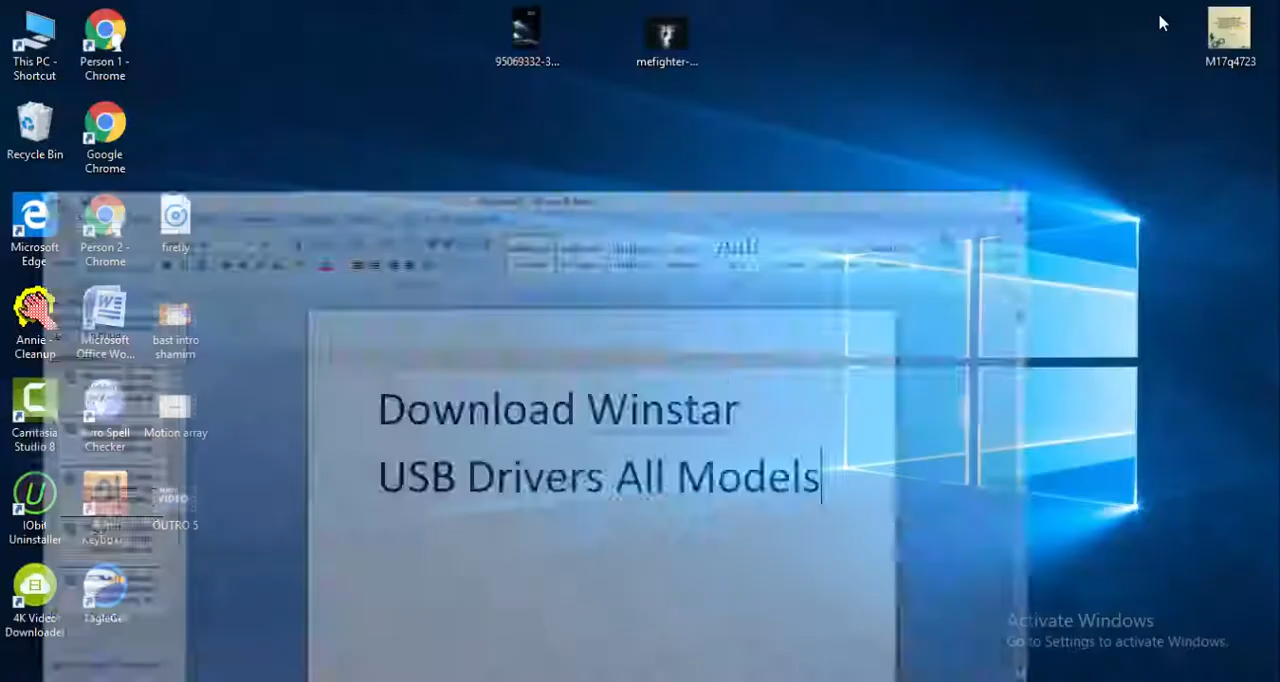 This PC -
Shortcut
Person 1 -
Chrome
95069332-3...
mefighter-...
M17q4723
Recycle Bin
Google
Chrome
Microsoft
Edge
Person 2 -
Chrome
firefly
Annie -
Cleanup
Microsoft
Office Wo...
bast intro
shamim
Camtasia
Studio 8
Spell
Checker
Motion array
IObit
Uninstaller
OUTRO 5
4K Video
Downloader
Download Winstar
USB Drivers All Models
Activate Windows
Go to Settings to activate Windows.